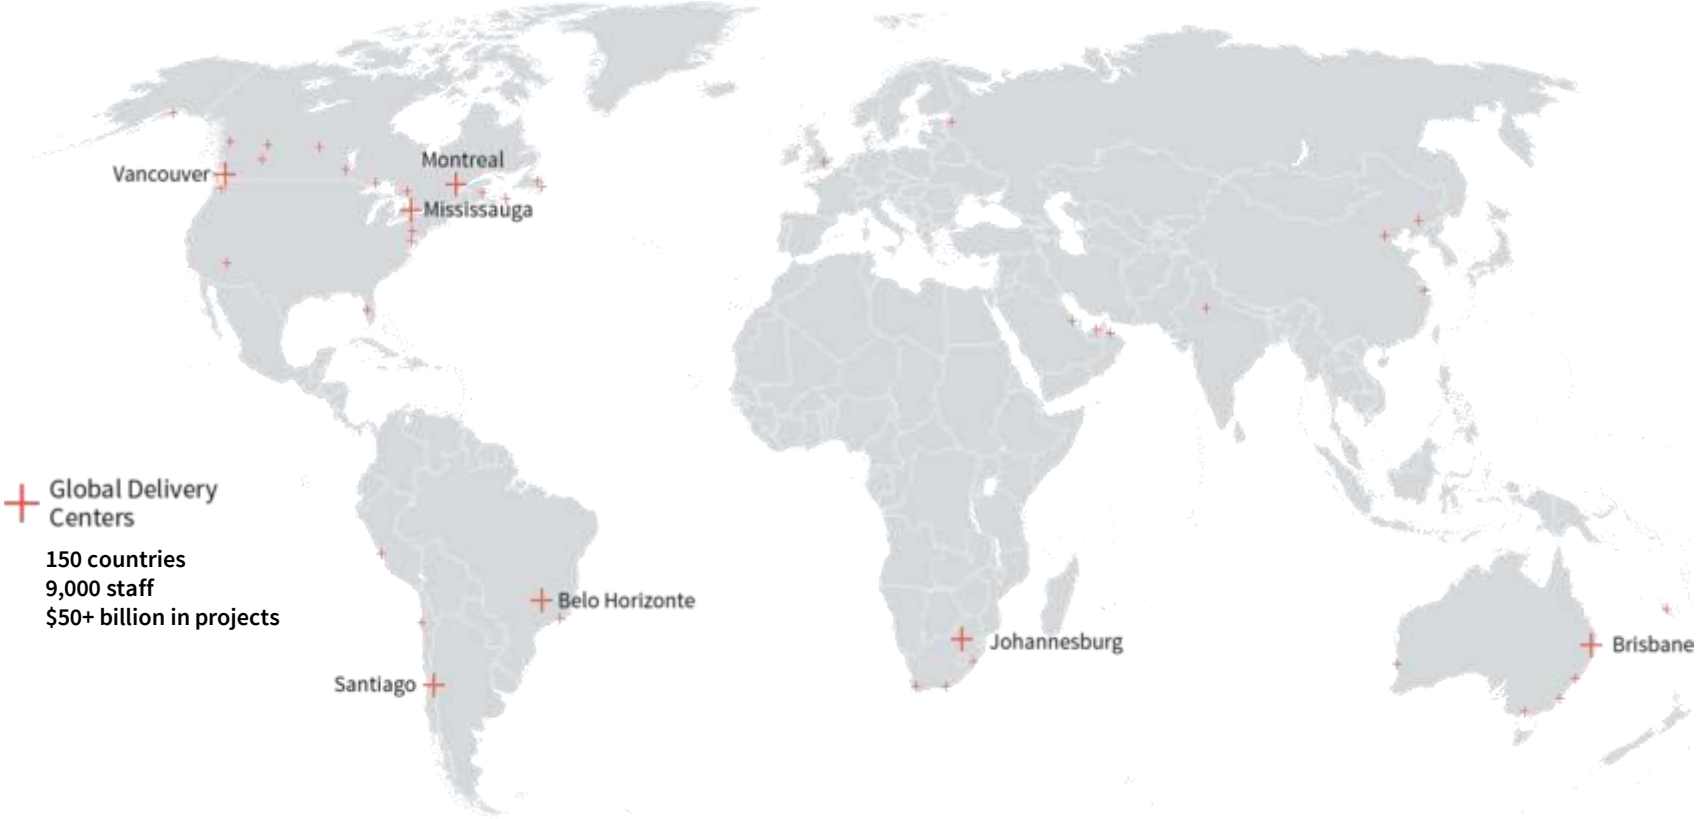 Montreal
Vancouver
Mississauga
Global Delivery
Centers
150 countries
9,000 staff
$50+ billion in projects
Belo Horizonte
Johannesburg
Brisbane
Santiago